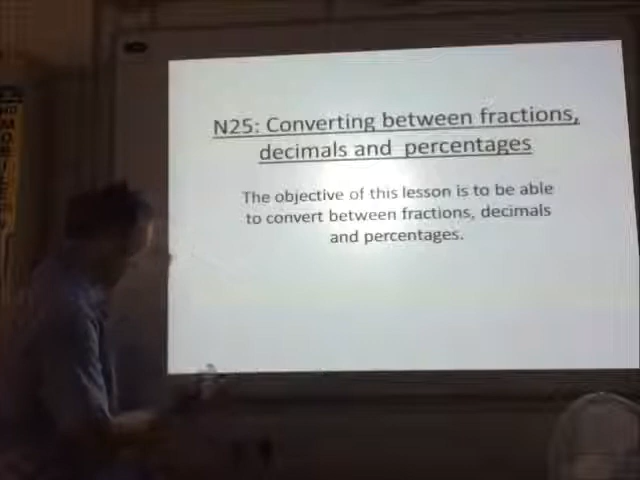 N25: Converting between fractions,
decimals and percentages
The objective of this lesson is to be able
to convert between fractions, decimals
and percentages.